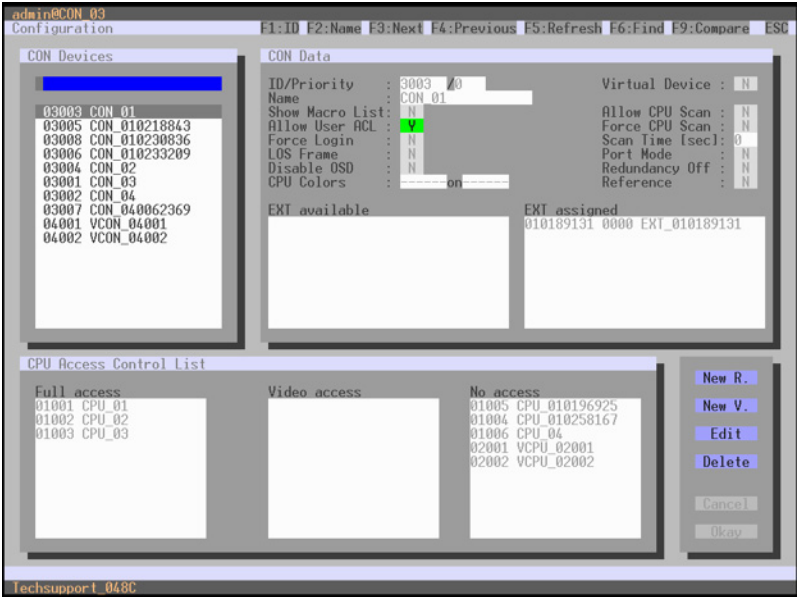 admin@CON_03
Configuration F1:ID F2:Name F3:Next F4:Previous F5:Refresh F6:Find F9:Compare ESC
CON Devices
03003 CON_01
03005 CON_010218843
03008 CON_010230836
03006 CON_010233209
03004 CON_02
03001 CON_03
03002 CON_04
03007 CON_040062369
04001 VCON_04001
04002 VCON_04002
CON Data
ID/Priority : 3003 /0 Virtual Device : N
Name : CON_01
Show Macro List: N Allow CPU Scan : N
Allow User ACL : Y Force CPU Scan : N
Force Login : N Scan Time [sec]: 0
LOS Frame : N Port Mode : N
Disable OSD : N Redundancy Off : N
CPU Colors : ------on------ Reference : N
EXT available
EXT assigned
010189131 0000 EXT_010189131
CPU Access Control List
Full access
01001 CPU_01
01002 CPU_02
01003 CPU_03
Video access
No access
01005 CPU_010196925
01004 CPU_010258167
01006 CPU_04
02001 VCPU_02001
02002 VCPU_02002
New R.
New V.
Edit
Delete
Cancel
Okay
Techsupport_048C